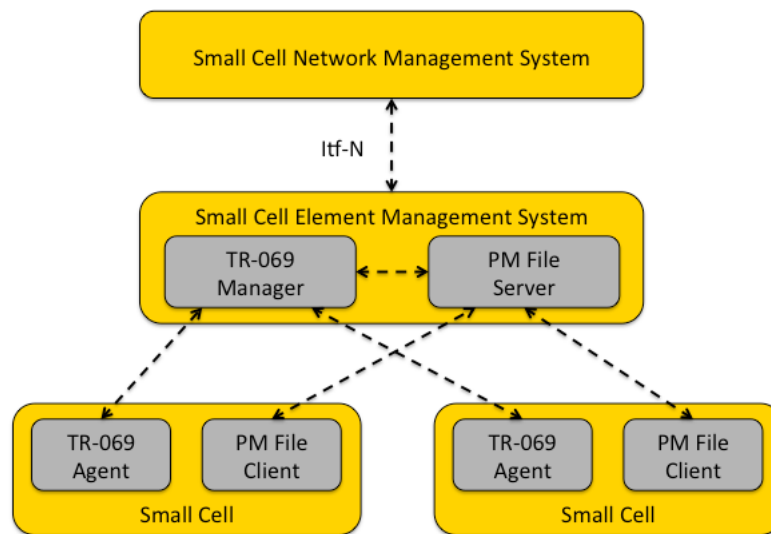 Small Cell Network Management System
Itf-N
Small Cell Element Management System
TR-069
Manager
PM File
Server
TR-069
Agent
PM File
Client
Small Cell
TR-069
Agent
PM File
Client
Small Cell